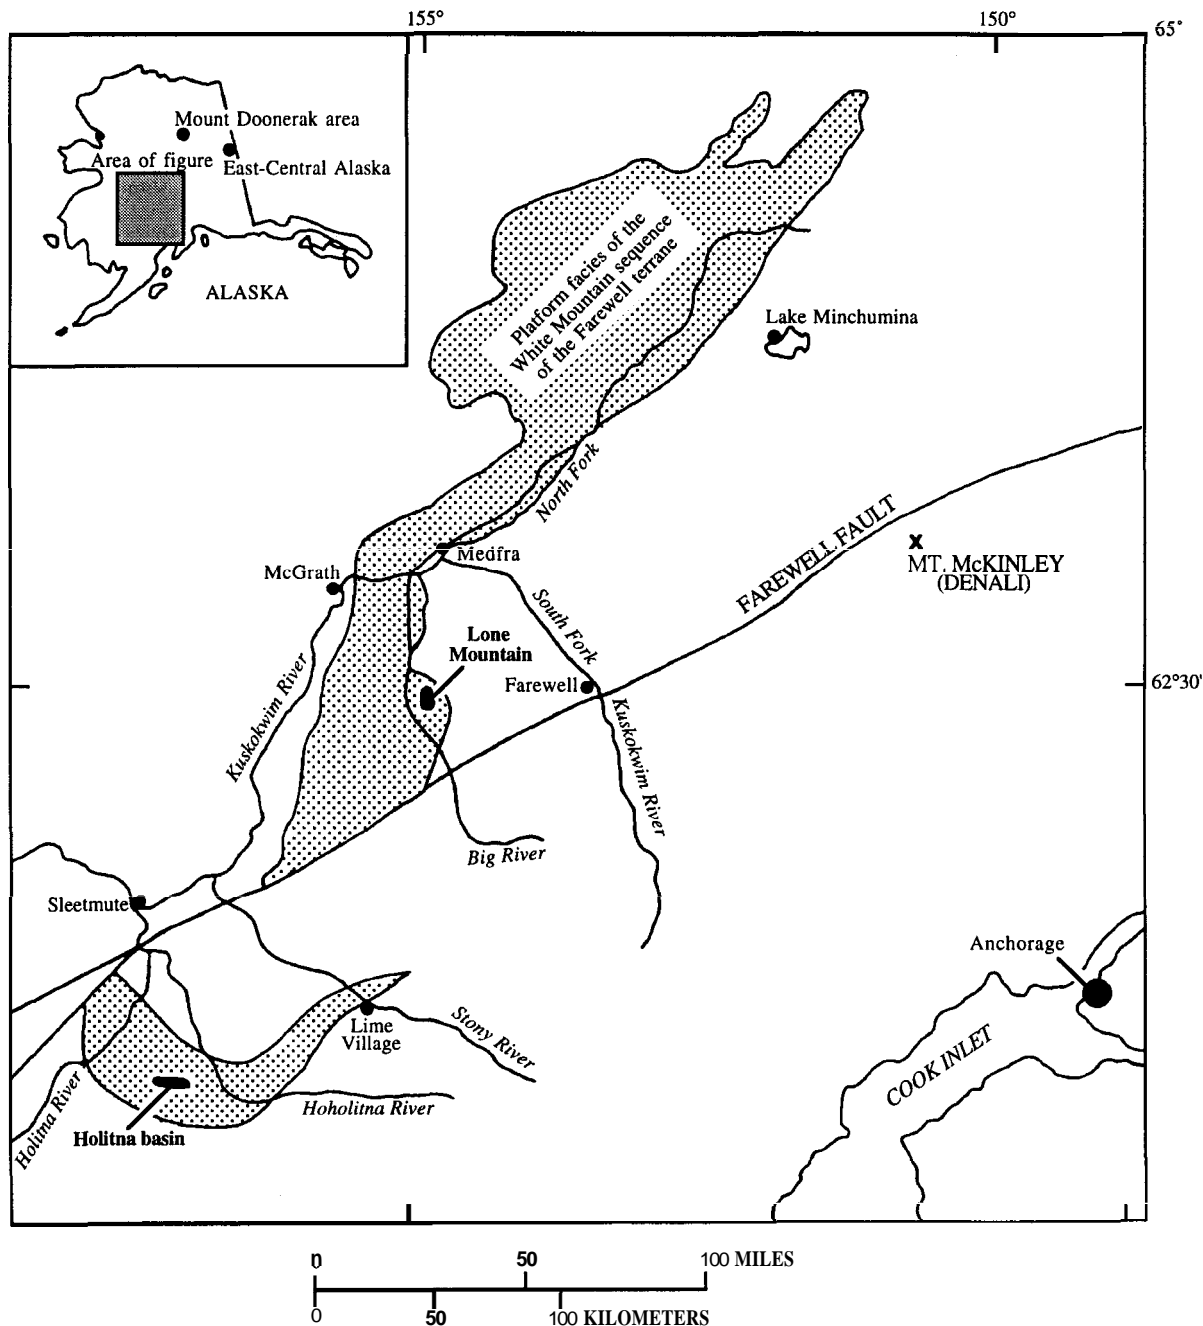 155°
150°
65°
Mount Doonerak area
Area of figure
East-Central Alaska
ALASKA
Platform facies of the
White Mountain sequence
of the Farewell terrane
Lake Minchumina
North Fork
FAREWELL FAULT
Medfra
McGrath
MT. McKINLEY
(DENALI)
South Fork
Lone
Mountain
Farewell
62°30'
Kuskokwim River
Kuskokwim River
Big River
Sleetmute
Anchorage
Lime
Village
Stony River
COOK INLET
Holitna River
Hoholitna River
Holitna basin
0
50
100 MILES
0
50
100 KILOMETERS